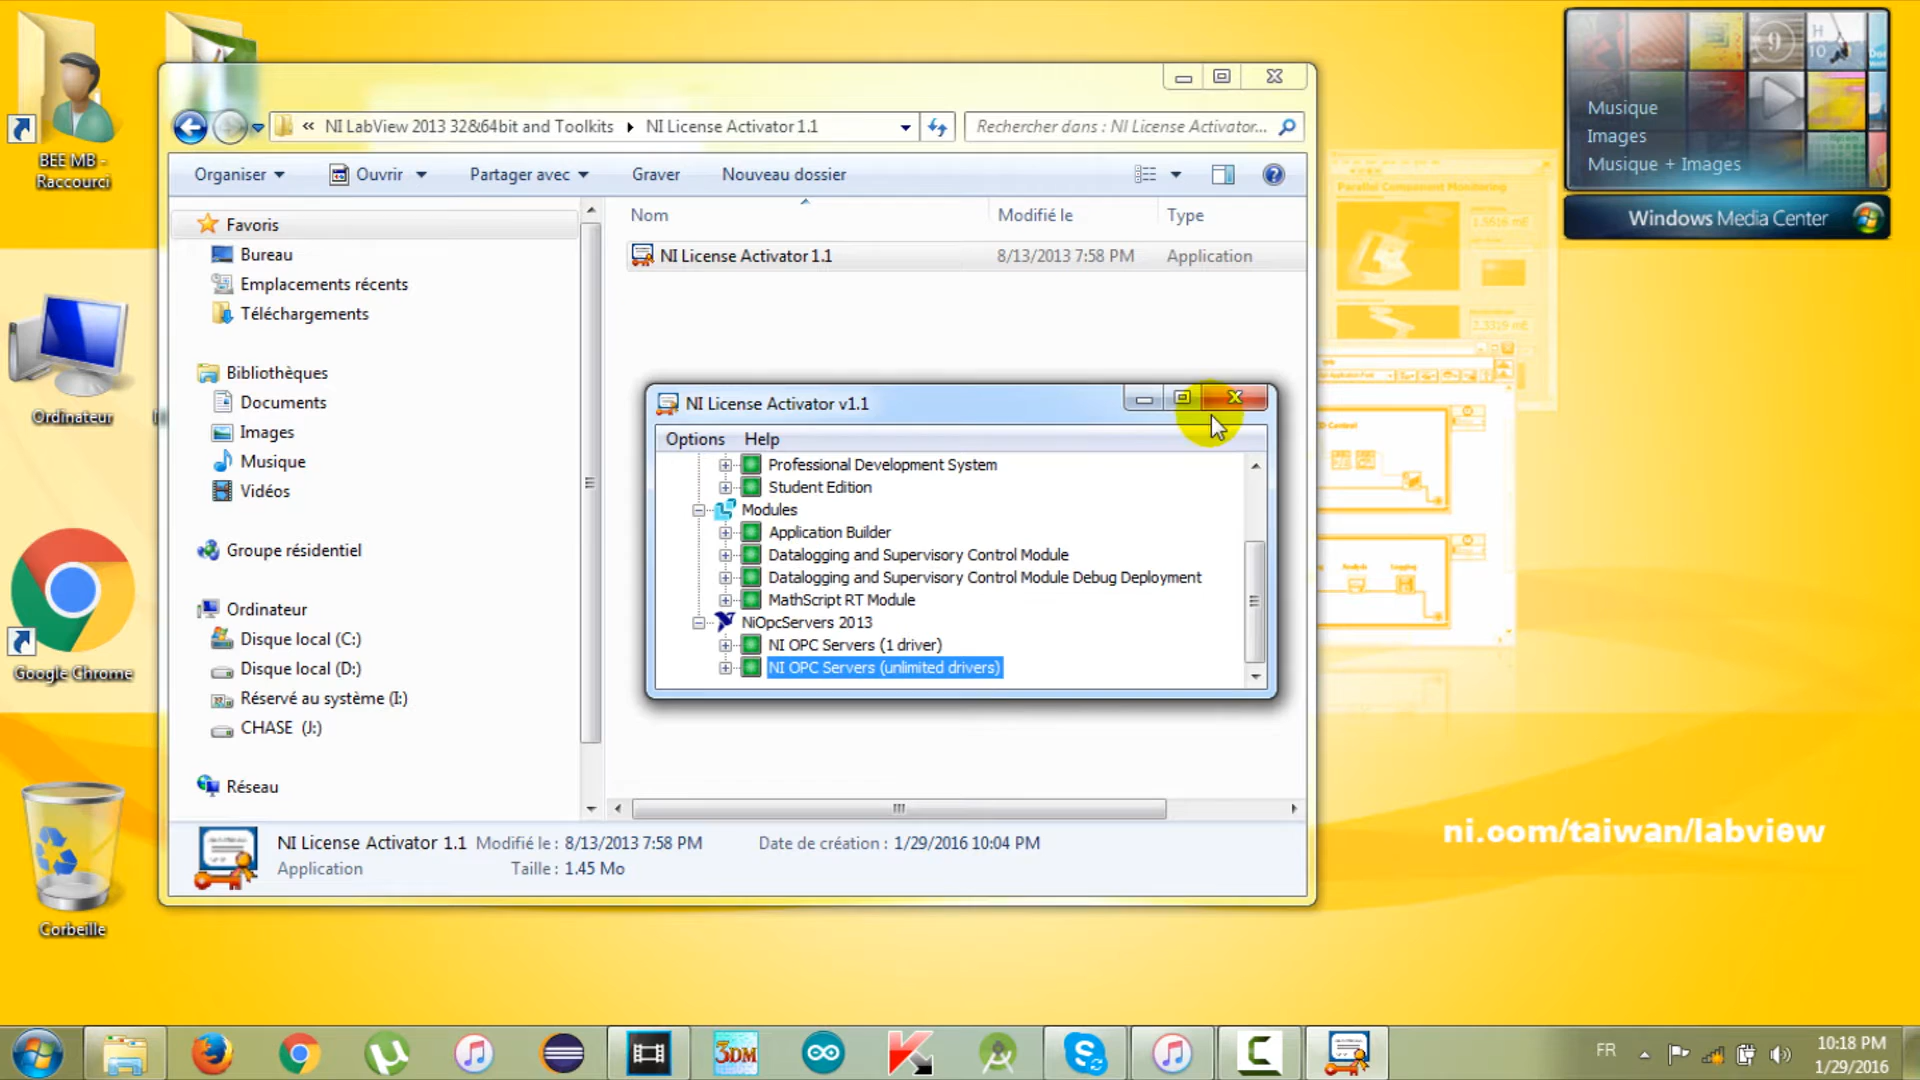 BEE MB -
Raccourci
Ordinateur
Google Chrome
Corbeille
« NI LabView 2013 32&64bit and Toolkits
NI License Activator 1.1
Rechercher dans : NI License Activator...
Organiser
Ouvrir
Partager avec
Graver
Nouveau dossier
Favoris
Bureau
Emplacements récents
Téléchargements
Bibliothèques
Documents
Images
Musique
Vidéos
Groupe résidentiel
Ordinateur
Disque local (C:)
Disque local (D:)
Réservé au système (I:)
CHASE (J:)
Réseau
Nom
Modifié le
Type
NI License Activator 1.1
8/13/2013 7:58 PM
Application
NI License Activator v1.1
Options
Help
Professional Development System
Student Edition
Modules
Application Builder
Datalogging and Supervisory Control Module
Datalogging and Supervisory Control Module Debug Deployment
MathScript RT Module
NiOpcServers 2013
NI OPC Servers (1 driver)
NI OPC Servers (unlimited drivers)
NI License Activator 1.1
Modifié le : 8/13/2013 7:58 PM
Date de création : 1/29/2016 10:04 PM
Application
Taille : 1.45 Mo
Musique
Images
Musique + Images
Windows Media Center
Parallel Component Monitoring
ni.com/taiwan/labview
3DM
FR
10:18 PM
1/29/2016